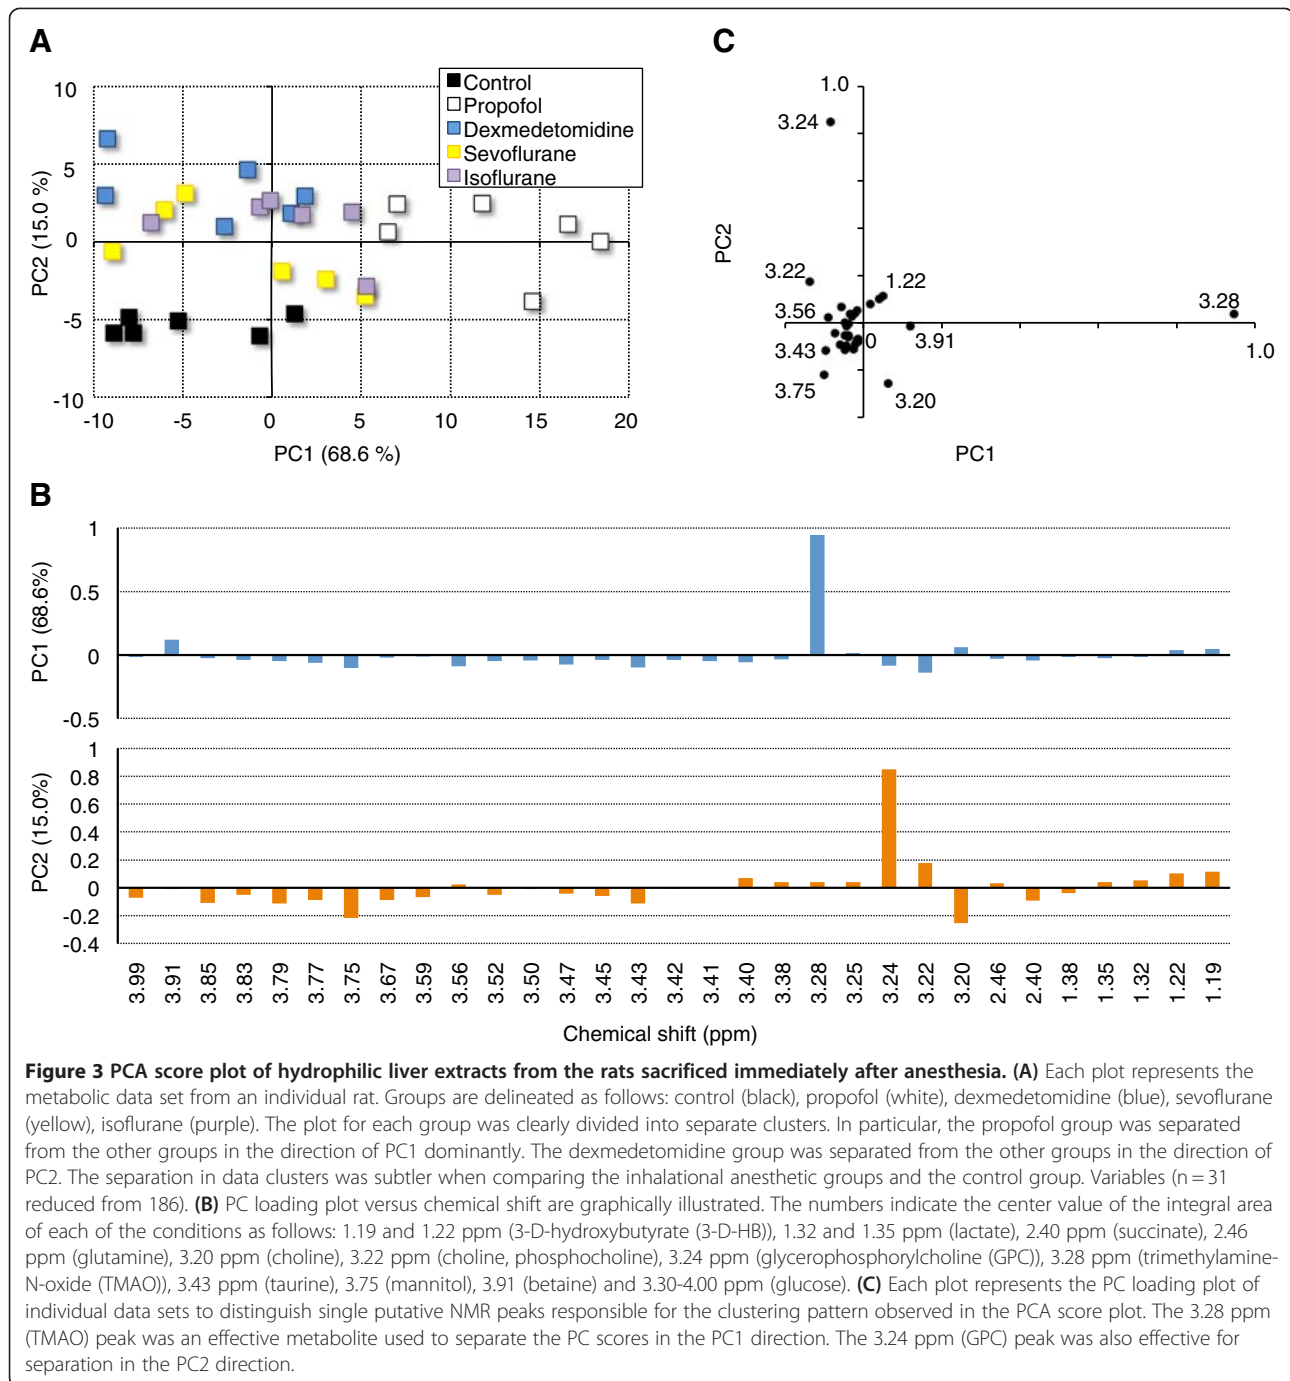 A
C
Control
Propofol
Dexmedetomidine
Sevoflurane
Isoflurane
10
5
0
-5
-10
PC2 (15.0 %)
-10 -5 0 5 10 15 20
PC1 (68.6 %)
1.0
3.24
PC2
3.22
1.22
3.56
3.28
0
3.91
3.43
1.0
3.75
3.20
PC1
B
1
0.5
0
-0.5
PC1 (68.6%)
1
0.8
0.6
0.4
0.2
0
-0.2
-0.4
PC2 (15.0%)
3.99 3.91 3.85 3.83 3.79 3.77 3.75 3.67 3.59 3.56 3.52 3.50 3.47 3.45 3.43 3.42 3.41 3.40 3.38 3.28 3.25 3.24 3.22 3.20 2.46 2.40 1.38 1.35 1.32 1.22 1.19
Chemical shift (ppm)
Figure 3 PCA score plot of hydrophilic liver extracts from the rats sacrificed immediately after anesthesia. (A) Each plot represents the
metabolic data set from an individual rat. Groups are delineated as follows: control (black), propofol (white), dexmedetomidine (blue), sevoflurane
(yellow), isoflurane (purple). The plot for each group was clearly divided into separate clusters. In particular, the propofol group was separated
from the other groups in the direction of PC1 dominantly. The dexmedetomidine group was separated from the other groups in the direction of
PC2. The separation in data clusters was subtler when comparing the inhalational anesthetic groups and the control group. Variables (n = 31
reduced from 186). (B) PC loading plot versus chemical shift are graphically illustrated. The numbers indicate the center value of the integral area
of each of the conditions as follows: 1.19 and 1.22 ppm (3-D-hydroxybutyrate (3-D-HB)), 1.32 and 1.35 ppm (lactate), 2.40 ppm (succinate), 2.46
ppm (glutamine), 3.20 ppm (choline), 3.22 ppm (choline, phosphocholine), 3.24 ppm (glycerophosphorylcholine (GPC)), 3.28 ppm (trimethylamine-
N-oxide (TMAO)), 3.43 ppm (taurine), 3.75 (mannitol), 3.91 (betaine) and 3.30-4.00 ppm (glucose). (C) Each plot represents the PC loading plot of
individual data sets to distinguish single putative NMR peaks responsible for the clustering pattern observed in the PCA score plot. The 3.28 ppm
(TMAO) peak was an effective metabolite used to separate the PC scores in the PC1 direction. The 3.24 ppm (GPC) peak was also effective for
separation in the PC2 direction.